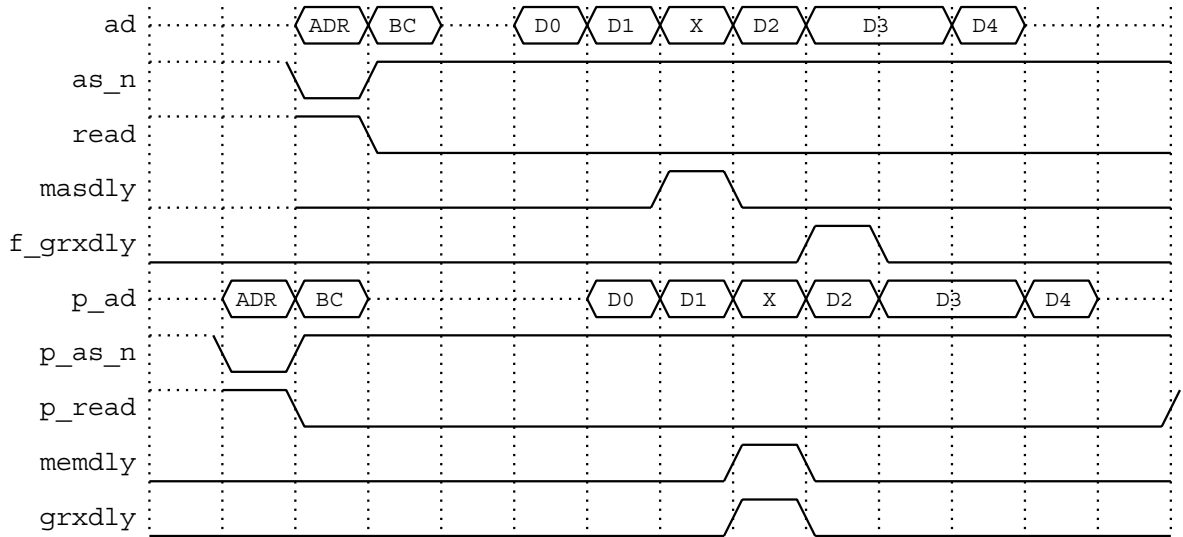 ad ADR BC D0 D1 X D2 D3 D4
as_n
read
masdly
f_grxdly
p_ad ADR BC D0 D1 X D2 D3 D4
p_as_n
p_read
memdly
grxdly